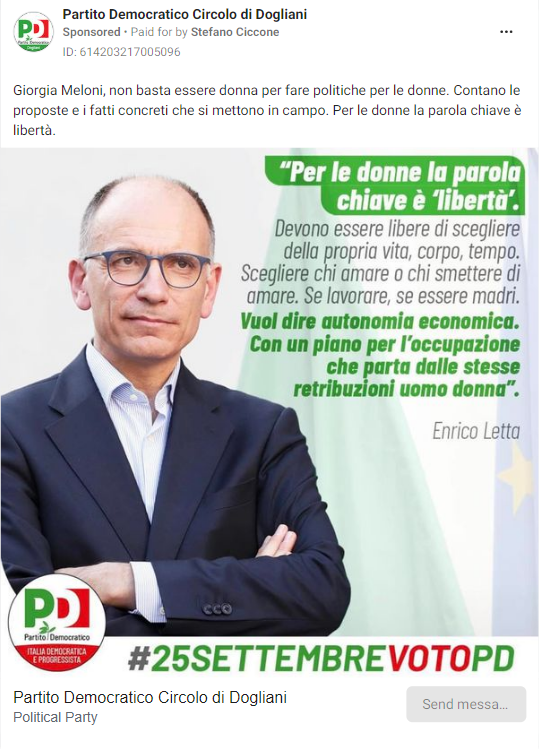 Partito Democratico Circolo di Dogliani
Sponsored • Paid for by Stefano Ciccone
ID: 614203217005096
Giorgia Meloni, non basta essere donna per fare politiche per le donne. Contano le
proposte e i fatti concreti che si mettono in campo. Per le donne la parola chiave è
libertà.
“Per le donne la parola
chiave è ‘libertà’.
Devono essere libere di scegliere
della propria vita, corpo, tempo.
Scegliere chi amare o chi smettere di
amare. Se lavorare, se essere madri.
Vuol dire autonomia economica.
Con un piano per l’occupazione
che parta dalle stesse
retribuzioni uomo donna”.
Enrico Letta
PD
Partito Democratico
ITALIA DEMOCRATICA
E PROGRESSISTA
#25SETTEMBREVOTOPD
Partito Democratico Circolo di Dogliani
Political Party
Send messa...